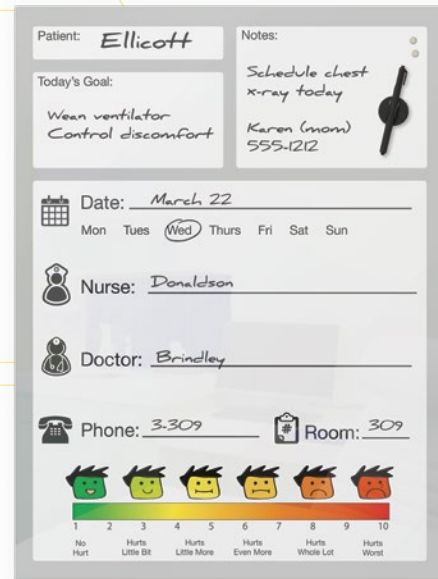 Patient: Ellicott
Today's Goal:
Wean ventilator
Control discomfort
Notes:
Schedule chest
x-ray today
Karen (mom)
555-1212
Date: March 22
Mon Tues Wed Thurs Fri Sat Sun
Nurse: Donaldson
Doctor: Brindley
Phone: 3-309 # Room: 309
1 2 3 4 5 6 7 8 9 10
No Hurt
Hurts Little Bit
Hurts Little More
Hurts Even More
Hurts Whole Lot
Hurts Worst